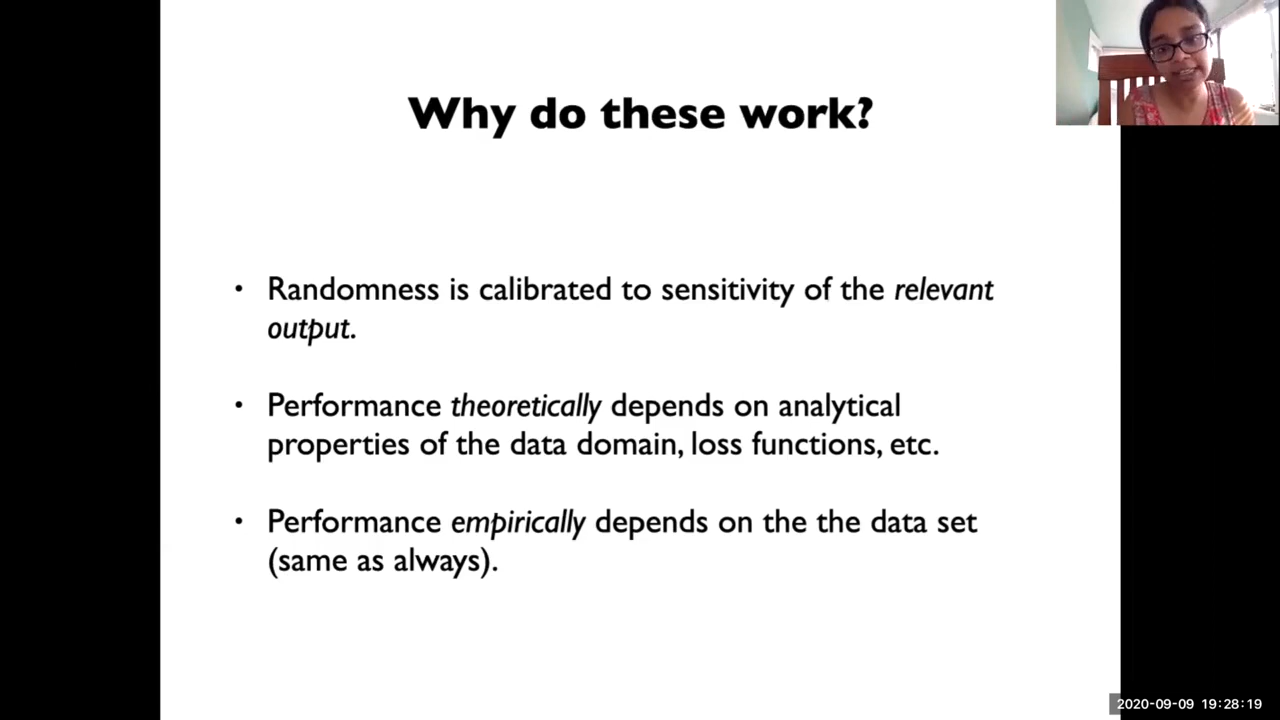 Why do these work?
• Randomness is calibrated to sensitivity of the relevant
output.
• Performance theoretically depends on analytical
properties of the data domain, loss functions, etc.
• Performance empirically depends on the the data set
(same as always).
2020-09-09 19:28:19